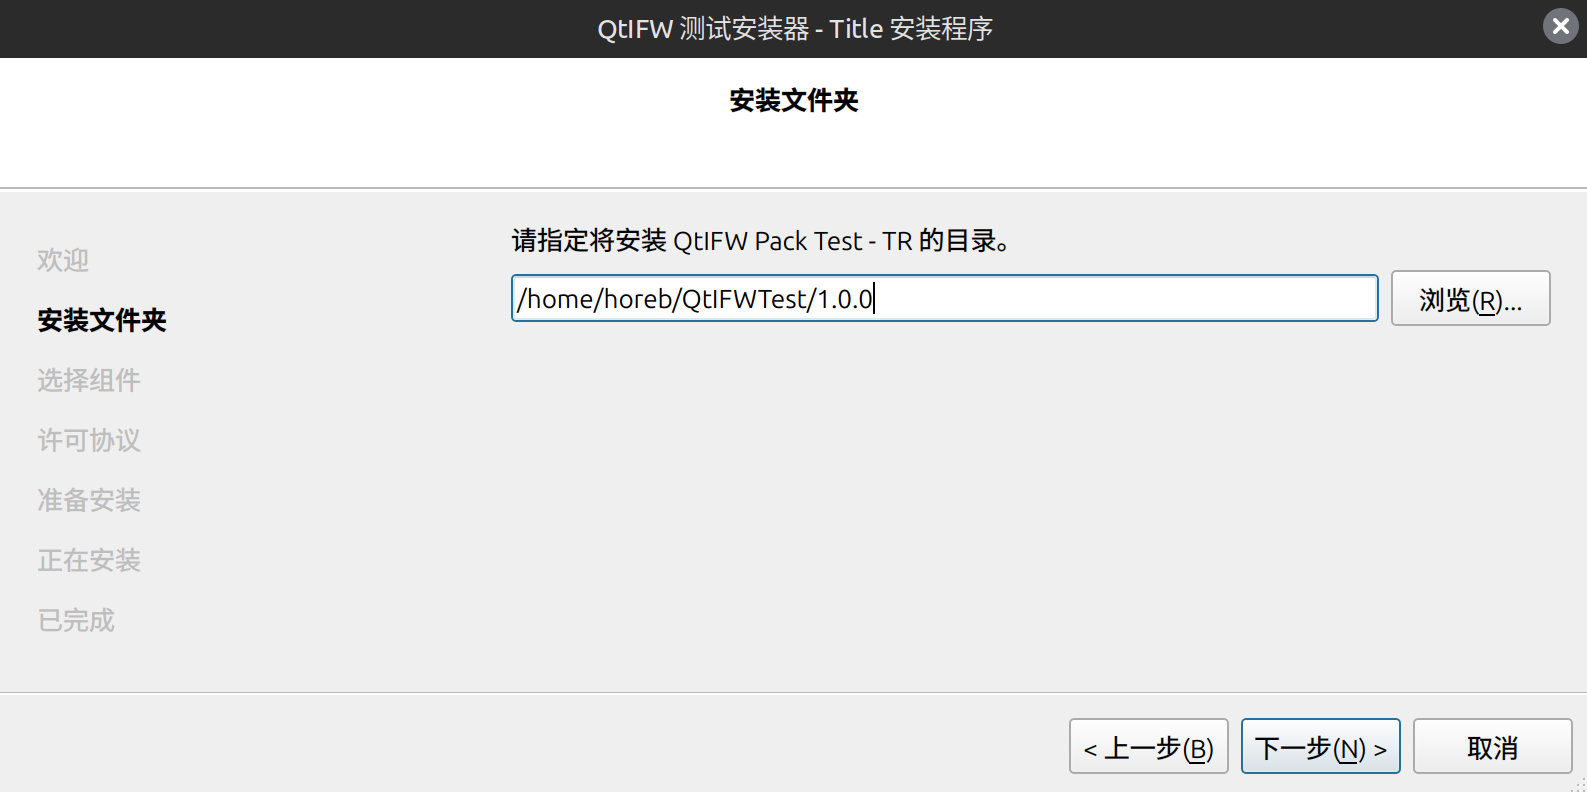 QtIFW 测试安装器 - Title 安装程序
安装文件夹
请指定将安装 QtIFW Pack Test - TR 的目录。
/home/horeb/QtIFWTest/1.0.0
浏览(R)...
欢迎
安装文件夹
选择组件
许可协议
准备安装
正在安装
已完成
< 上一步(B)
下一步(N) >
取消